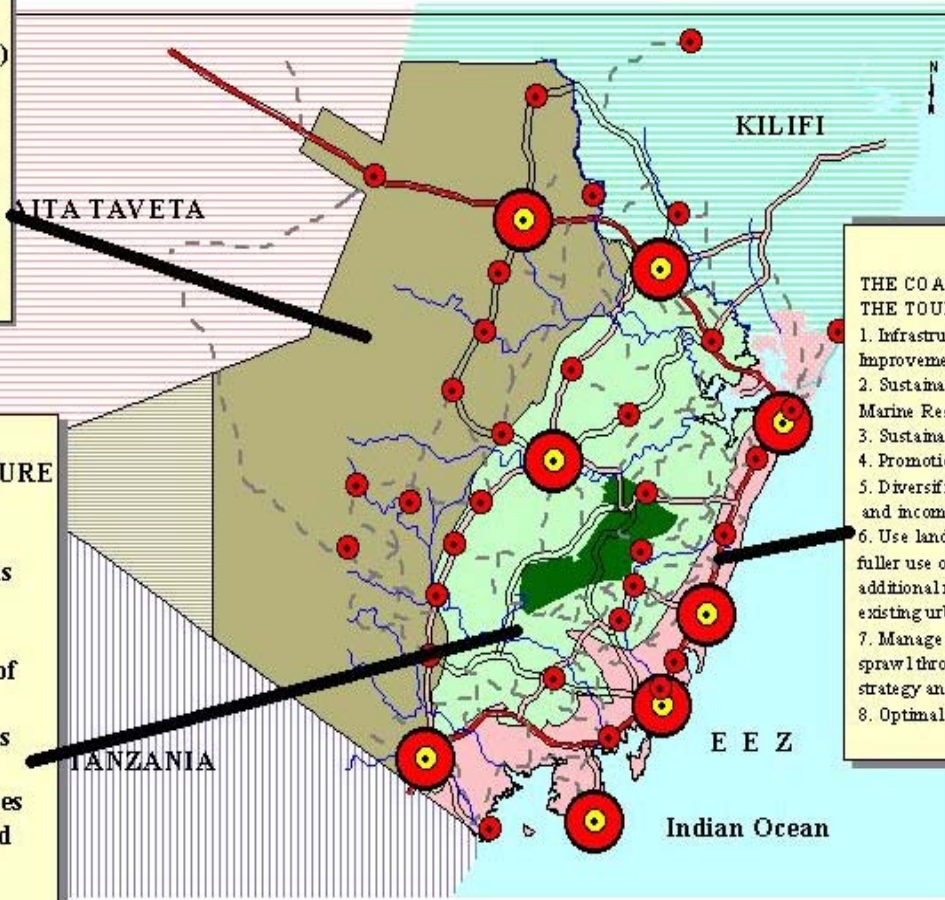 )
N
KILIFI
AITA TAVETA
THE COA
THE TOU
1. Infrastru
Improveme
2. Sustaina
Marine Res
3. Sustaina
4. Promotio
5. Diversif
and incom
6. Use land
fuller use o
additional
existing ur
7. Manage
sprawl thro
strategy an
8. Optimal
URE
s
of
s
es
d
TANZANIA
E E Z
Indian Ocean